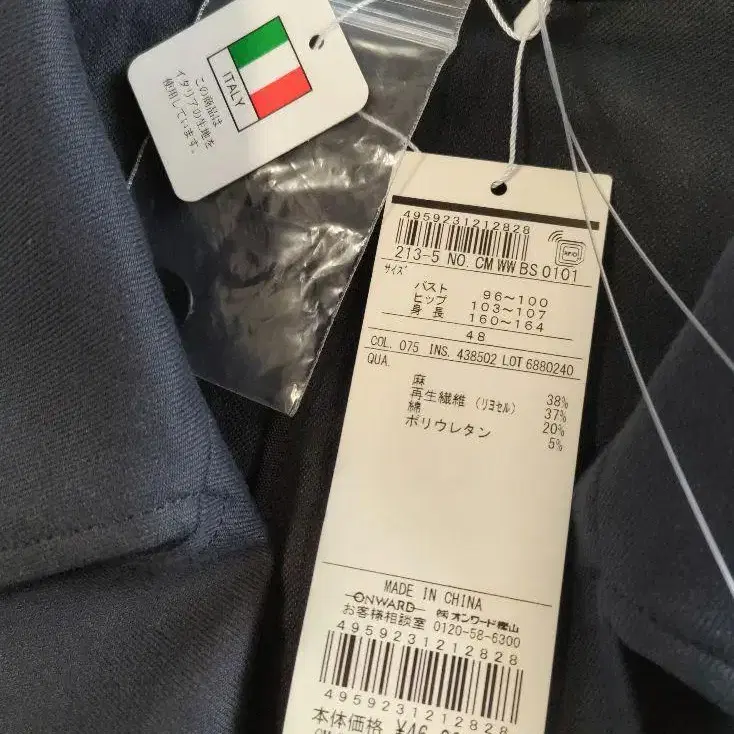 ITALY
この商品は
イタリアの生地を
使用しています。
4959231212828
213-5 NO. CM WW BS 0101
サイズ
バスト 96～100
ヒップ 103～107
身長 160～164
48
COL. 075 INS. 438502 LOT 6880240
QUA.
麻 38%
再生繊維（リヨセル） 37%
綿 20%
ポリウレタン 5%
MADE IN CHINA
ONWARD ㈱オンワード樫山
お客様相談室 0120-58-6300
4959231212828
4959231212828
本体価格